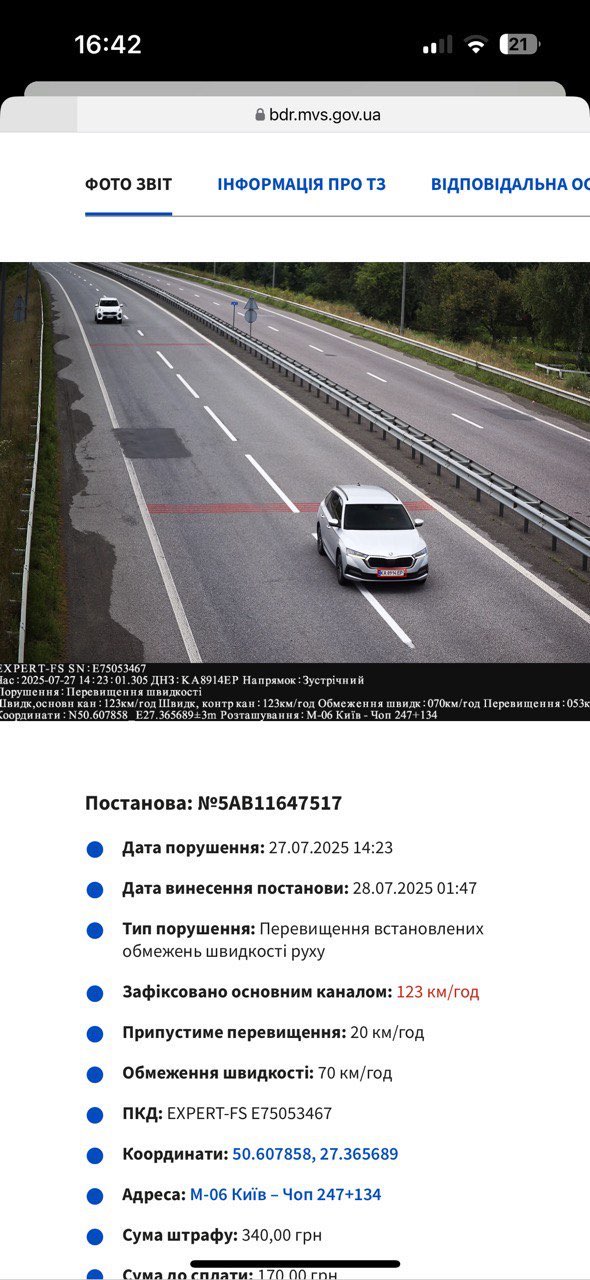 16:42
21
bdr.mvs.gov.ua
ФОТО ЗВІТ ІНФОРМАЦІЯ ПРО ТЗ ВІДПОВІДАЛЬНА ОС
EXPERT-FS SN:E75053467
Час:2025-07-27 14:23:01.305 ДНЗ:KA8914EP Напрямок:Зустрічний
Порушення:Перевищення швидкості
Швидк,основн кан:123км/год Швидк, контр кан:123км/год Обмеження швидк:070км/год Перевищення:053к
Координати:N50.607858 E27.365689±3m Розташування:М-06 Київ - Чоп 247+134
Постанова: №5АВ11647517
Дата порушення: 27.07.2025 14:23
Дата винесення постанови: 28.07.2025 01:47
Тип порушення: Перевищення встановлених
обмежень швидкості руху
Зафіксовано основним каналом: 123 км/год
Припустиме перевищення: 20 км/год
Обмеження швидкості: 70 км/год
ПКД: EXPERT-FS E75053467
Координати: 50.607858, 27.365689
Адреса: М-06 Київ – Чоп 247+134
Сума штрафу: 340,00 грн
Сума до сплати: 170,00 грн